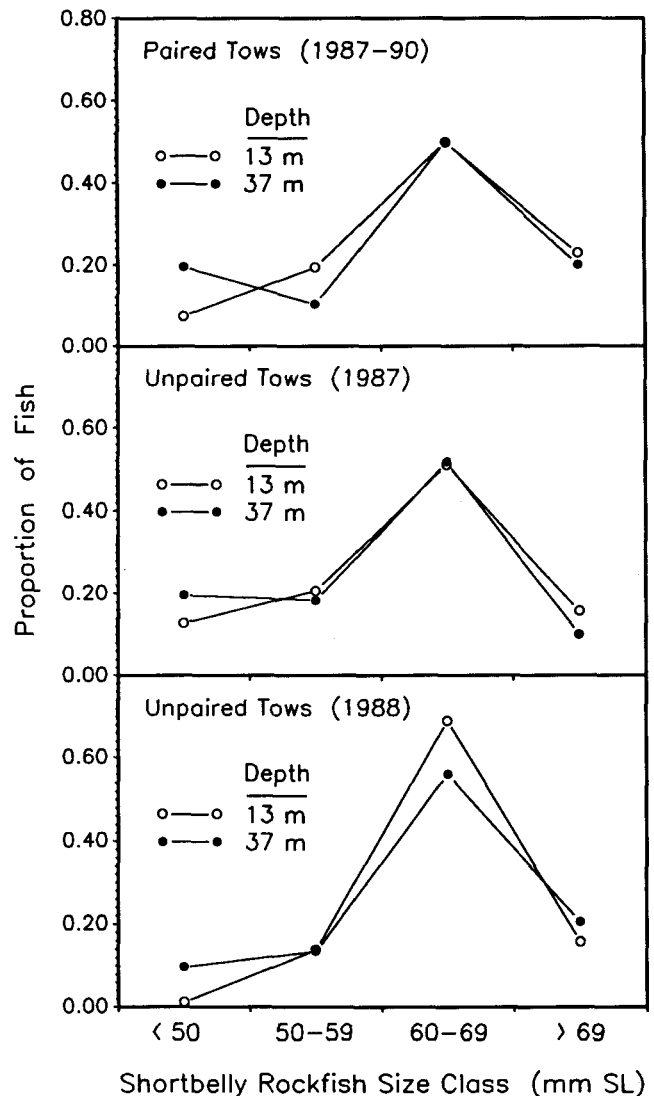 0.80
Paired Tows (1987–90)
0.60
Depth
13 m
37 m
0.40
0.20
0.00
Unpaired Tows (1987)
0.60
Depth
13 m
37 m
0.40
0.20
0.00
Unpaired Tows (1988)
0.60
Depth
13 m
37 m
0.40
0.20
0.00
Proportion of Fish
< 50 50–59 60–69 > 69
Shortbelly Rockfish Size Class (mm SL)